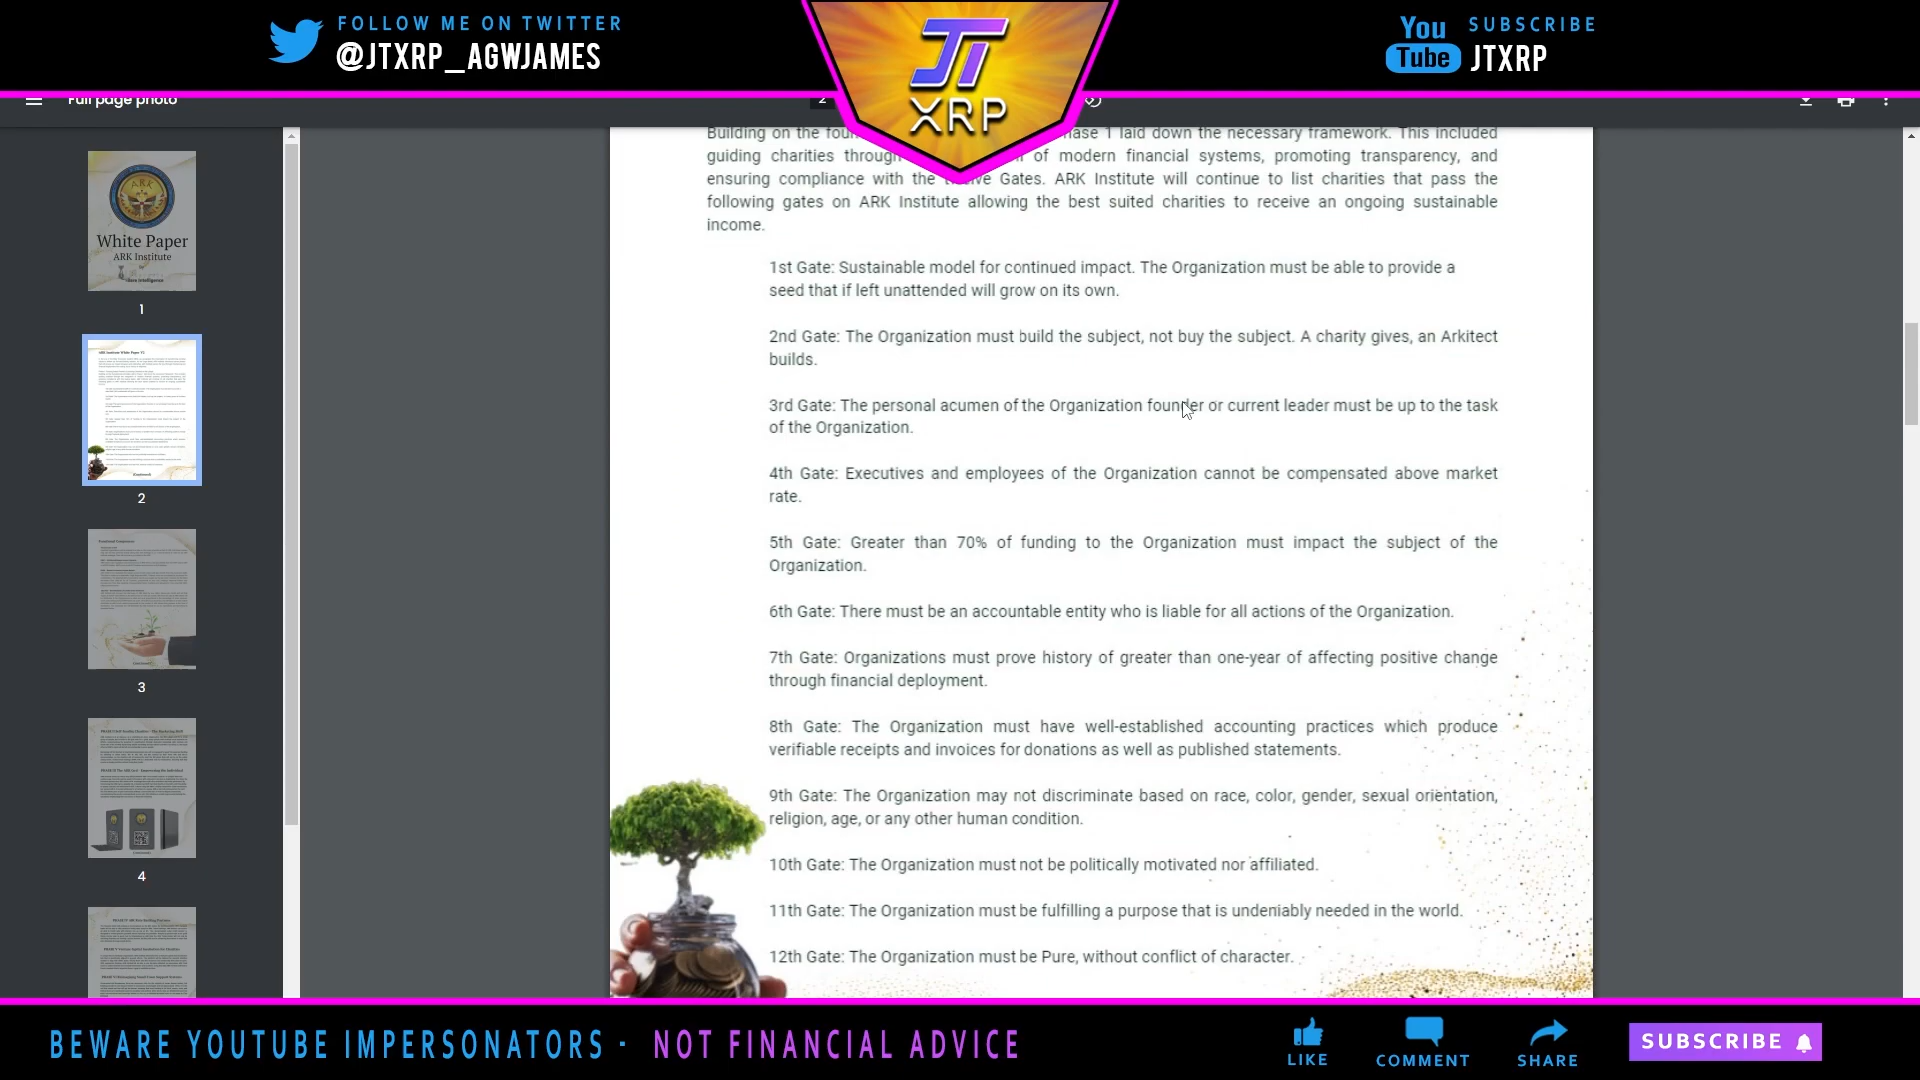 FOLLOW ME ON TWITTER
@JTXRP_AGWJAMES
JT
XRP
You
Tube
SUBSCRIBE
JTXRP
Full page photo
2
Building on the
Phase 1 laid down the necessary framework. This included
guiding charities through of modern financial systems, promoting transparency, and
ensuring compliance with the Gates. ARK Institute will continue to list charities that pass the
following gates on ARK Institute allowing the best suited charities to receive an ongoing sustainable
income.
1st Gate: Sustainable model for continued impact. The Organization must be able to provide a
seed that if left unattended will grow on its own.
2nd Gate: The Organization must build the subject, not buy the subject. A charity gives, an Arkitect
builds.
3rd Gate: The personal acumen of the Organization founder or current leader must be up to the task
of the Organization.
4th Gate: Executives and employees of the Organization cannot be compensated above market
rate.
5th Gate: Greater than 70% of funding to the Organization must impact the subject of the
Organization.
6th Gate: There must be an accountable entity who is liable for all actions of the Organization.
7th Gate: Organizations must prove history of greater than one-year of affecting positive change
through financial deployment.
8th Gate: The Organization must have well-established accounting practices which produce
verifiable receipts and invoices for donations as well as published statements.
9th Gate: The Organization may not discriminate based on race, color, gender, sexual orientation,
religion, age, or any other human condition.
10th Gate: The Organization must not be politically motivated nor affiliated.
11th Gate: The Organization must be fulfilling a purpose that is undeniably needed in the world.
12th Gate: The Organization must be Pure, without conflict of character.
ARK
White Paper
ARK Institute
1
ARK Institute White Paper V2
2
3
4
BEWARE YOUTUBE IMPERSONATORS - NOT FINANCIAL ADVICE
LIKE
COMMENT
SHARE
SUBSCRIBE